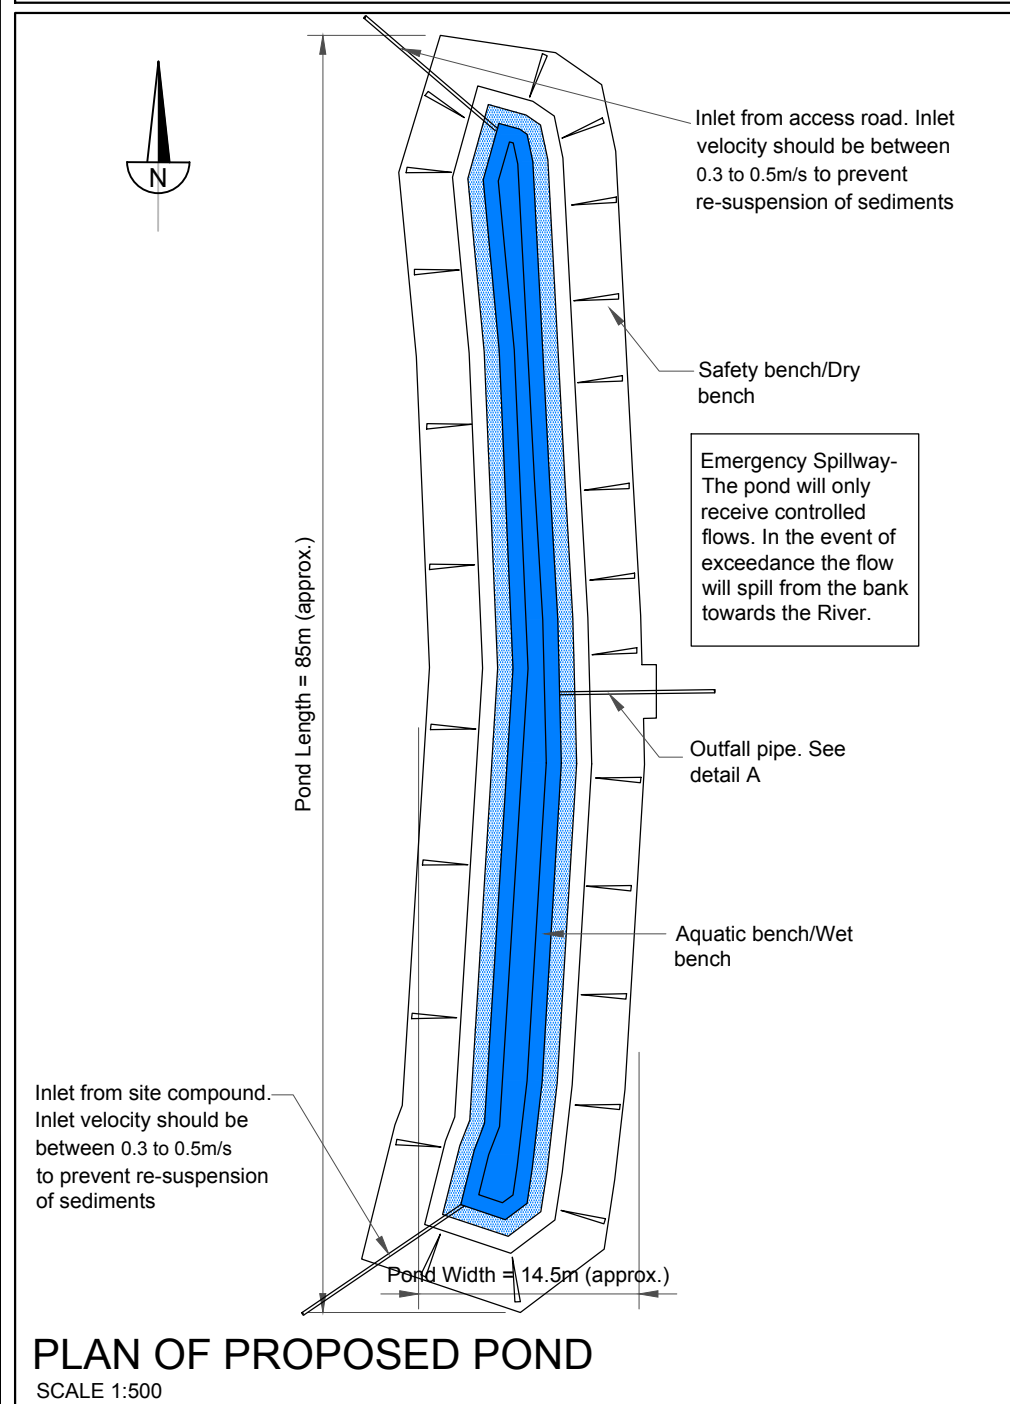 N
Inlet from access road. Inlet
velocity should be between
0.3 to 0.5m/s to prevent
re-suspension of sediments
Safety bench/Dry
bench
Emergency Spillway-
The pond will only
receive controlled
flows. In the event of
exceedance the flow
will spill from the bank
towards the River.
Pond Length = 85m (approx.)
Outfall pipe. See
detail A
Aquatic bench/Wet
bench
Inlet from site compound.
Inlet velocity should be
between 0.3 to 0.5m/s
to prevent re-suspension
of sediments
Pond Width = 14.5m (approx.)
PLAN OF PROPOSED POND
SCALE 1:500